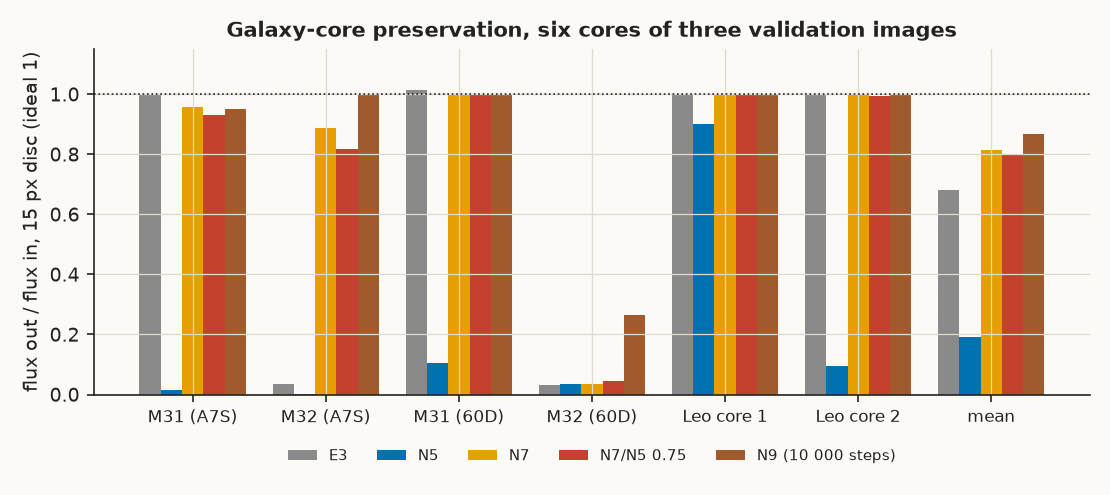 Galaxy-core preservation, six cores of three validation images
flux out / flux in, 15 px disc (ideal 1)
1.0
0.8
0.6
0.4
0.2
0.0
M31 (A7S) M32 (A7S) M31 (60D) M32 (60D) Leo core 1 Leo core 2 mean
E3 N5 N7 N7/N5 0.75 N9 (10 000 steps)